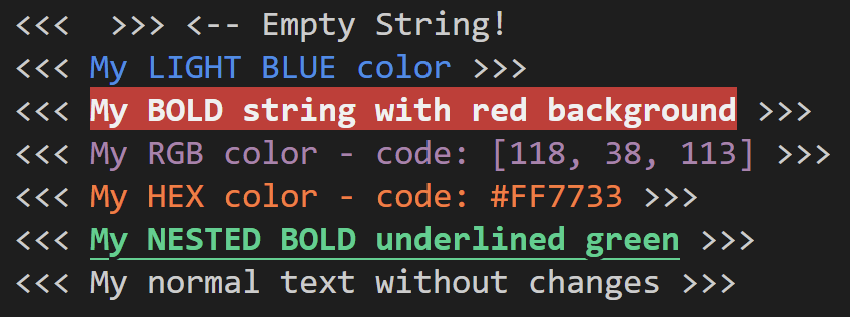 <<<  >>> <-- Empty String!
<<< My LIGHT BLUE color >>>
<<< My BOLD string with red background >>>
<<< My RGB color - code: [118, 38, 113] >>>
<<< My HEX color - code: #FF7733 >>>
<<< My NESTED BOLD underlined green >>>
<<< My normal text without changes >>>